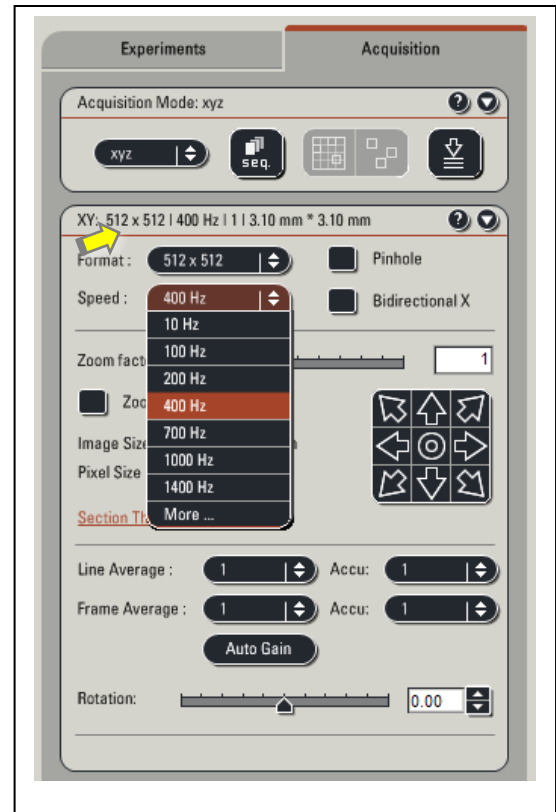 Experiments Acquisition
Acquisition Mode: xyz ?
xyz seq.
XY: 512 x 512 | 400 Hz | 1 | 3.10 mm * 3.10 mm ?
Format : 512 x 512 Pinhole
Speed : 400 Hz Bidirectional X
10 Hz
100 Hz
Zoom 1
200 Hz
400 Hz
700 Hz
Image
1000 Hz
Pixel Size
1400 Hz
Section More ...
Line Average : 1 Accu: 1
Frame Average : 1 Accu: 1
Auto Gain
Rotation: 0.00